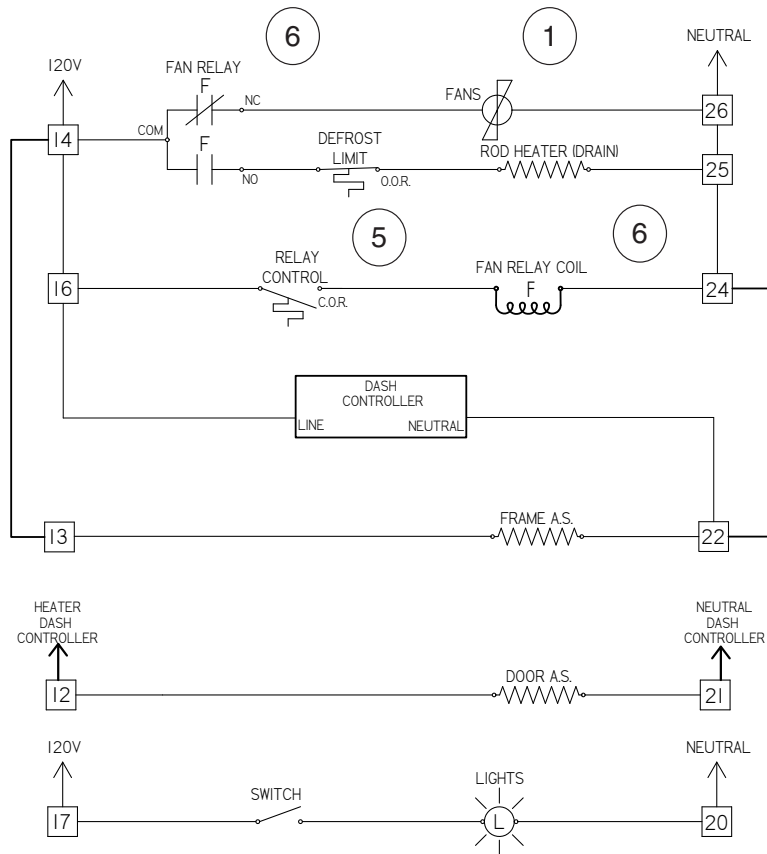 6
1
NEUTRAL
120V
FAN RELAY
F
NC
FANS
26
14
COM
F
NO
DEFROST
LIMIT
O.O.R.
ROD HEATER (DRAIN)
25
5
6
RELAY
CONTROL
C.O.R.
FAN RELAY COIL
F
16
24
DASH
CONTROLLER
LINE
NEUTRAL
13
FRAME A.S.
22
HEATER
DASH
CONTROLLER
NEUTRAL
DASH
CONTROLLER
12
DOOR A.S.
21
120V
NEUTRAL
SWITCH
LIGHTS
17
L
20